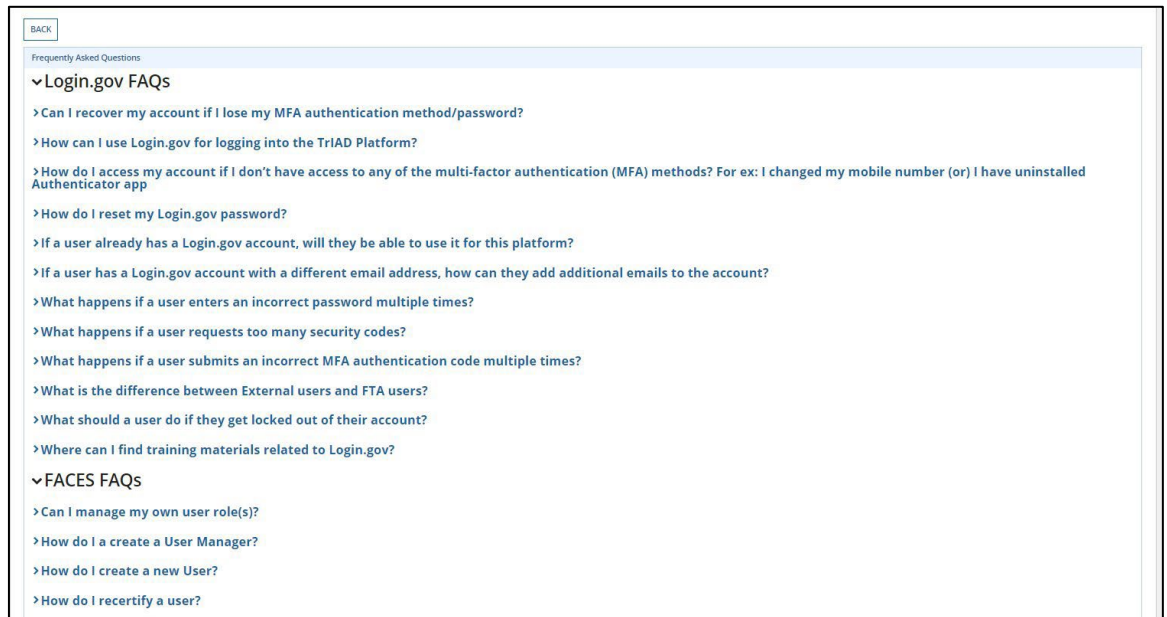 BACK
Frequently Asked Questions
Login.gov FAQs
Can I recover my account if I lose my MFA authentication method/password?
How can I use Login.gov for logging into the TrIAD Platform?
How do I access my account if I don’t have access to any of the multi-factor authentication (MFA) methods? For ex: I changed my mobile number (or) I have uninstalled
Authenticator app
How do I reset my Login.gov password?
If a user already has a Login.gov account, will they be able to use it for this platform?
If a user has a Login.gov account with a different email address, how can they add additional emails to the account?
What happens if a user enters an incorrect password multiple times?
What happens if a user requests too many security codes?
What happens if a user submits an incorrect MFA authentication code multiple times?
What is the difference between External users and FTA users?
What should a user do if they get locked out of their account?
Where can I find training materials related to Login.gov?
FACES FAQs
Can I manage my own user role(s)?
How do I a create a User Manager?
How do I create a new User?
How do I recertify a user?